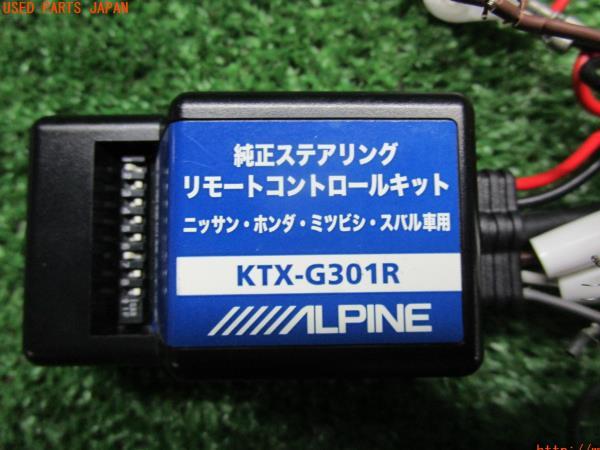 USED PARTS JAPAN
純正ステアリング
リモートコントロールキット
ニッサン・ホンダ・ミツビシ・スバル車用
KTX-G301R
ALPINE